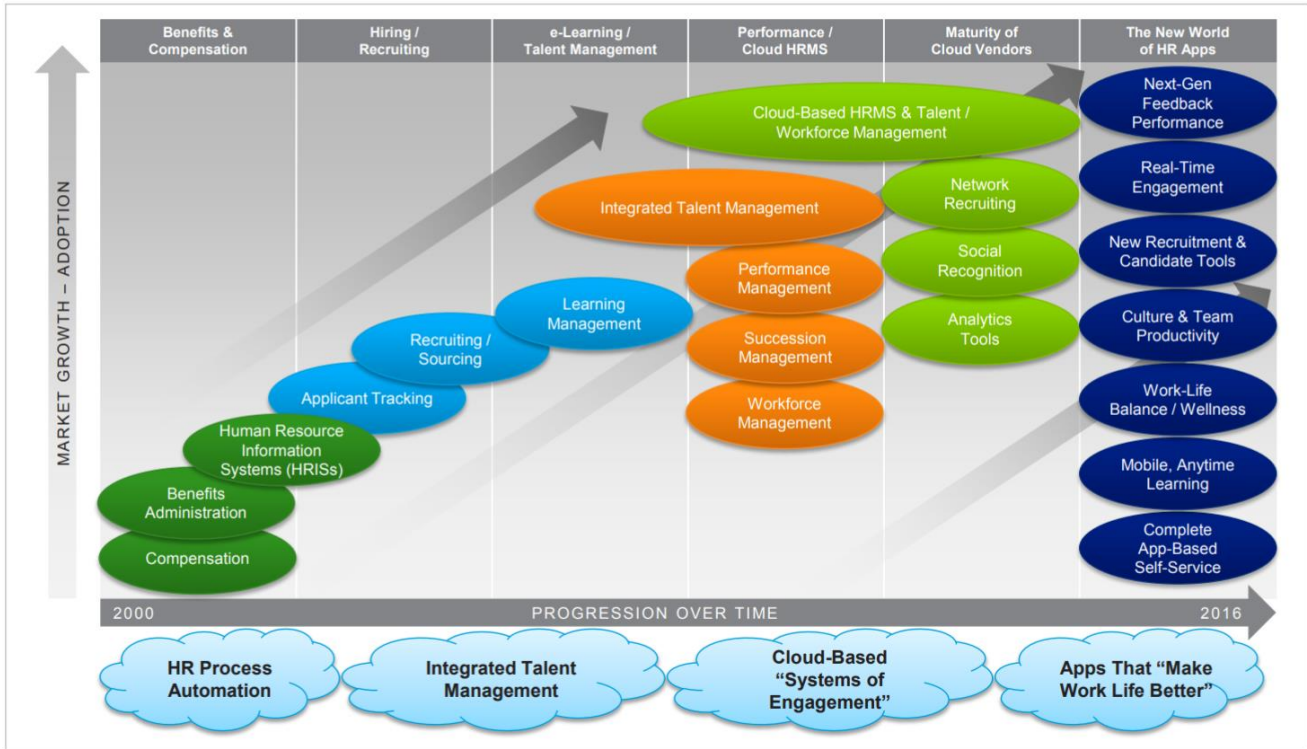 Benefits &
Compensation
Hiring /
Recruiting
e-Learning /
Talent Management
Performance /
Cloud HRMS
Maturity of
Cloud Vendors
The New World
of HR Apps
MARKET GROWTH – ADOPTION
Cloud-Based HRMS & Talent /
Workforce Management
Integrated Talent Management
Learning
Management
Recruiting /
Sourcing
Applicant Tracking
Human Resource
Information
Systems (HRISs)
Benefits
Administration
Compensation
Performance
Management
Succession
Management
Workforce
Management
Network
Recruiting
Social
Recognition
Analytics
Tools
Next-Gen
Feedback
Performance
Real-Time
Engagement
New Recruitment &
Candidate Tools
Culture & Team
Productivity
Work-Life
Balance / Wellness
Mobile, Anytime
Learning
Complete
App-Based
Self-Service
2000
PROGRESSION OVER TIME
2016
HR Process
Automation
Integrated Talent
Management
Cloud-Based
“Systems of
Engagement”
Apps That “Make
Work Life Better”